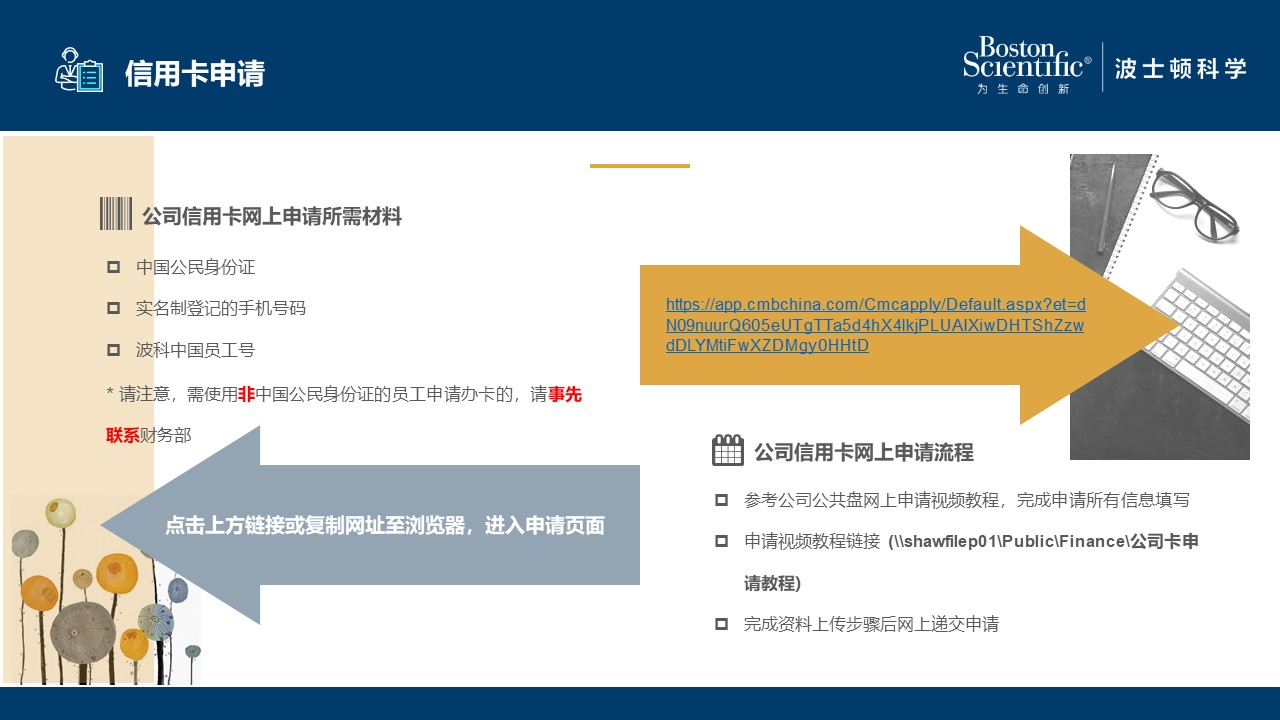 信用卡申请
Boston
Scientific®
为生命创新
波士顿科学
公司信用卡网上申请所需材料
中国公民身份证
实名制登记的手机号码
波科中国员工号
* 请注意，需使用非中国公民身份证的员工申请办卡的，请事先
联系财务部
点击上方链接或复制网址至浏览器，进入申请页面
https://app.cmbchina.com/Cmcapply/Default.aspx?et=d
N09nuurQ605eUTgTTa5d4hX4lkjPLUAlXiwDHTShZzw
dDLYMtiFwXZDMgy0HHtD
公司信用卡网上申请流程
参考公司公共盘网上申请视频教程，完成申请所有信息填写
申请视频教程链接 (\\shawfilep01\Public\Finance\公司卡申
请教程)
完成资料上传步骤后网上递交申请